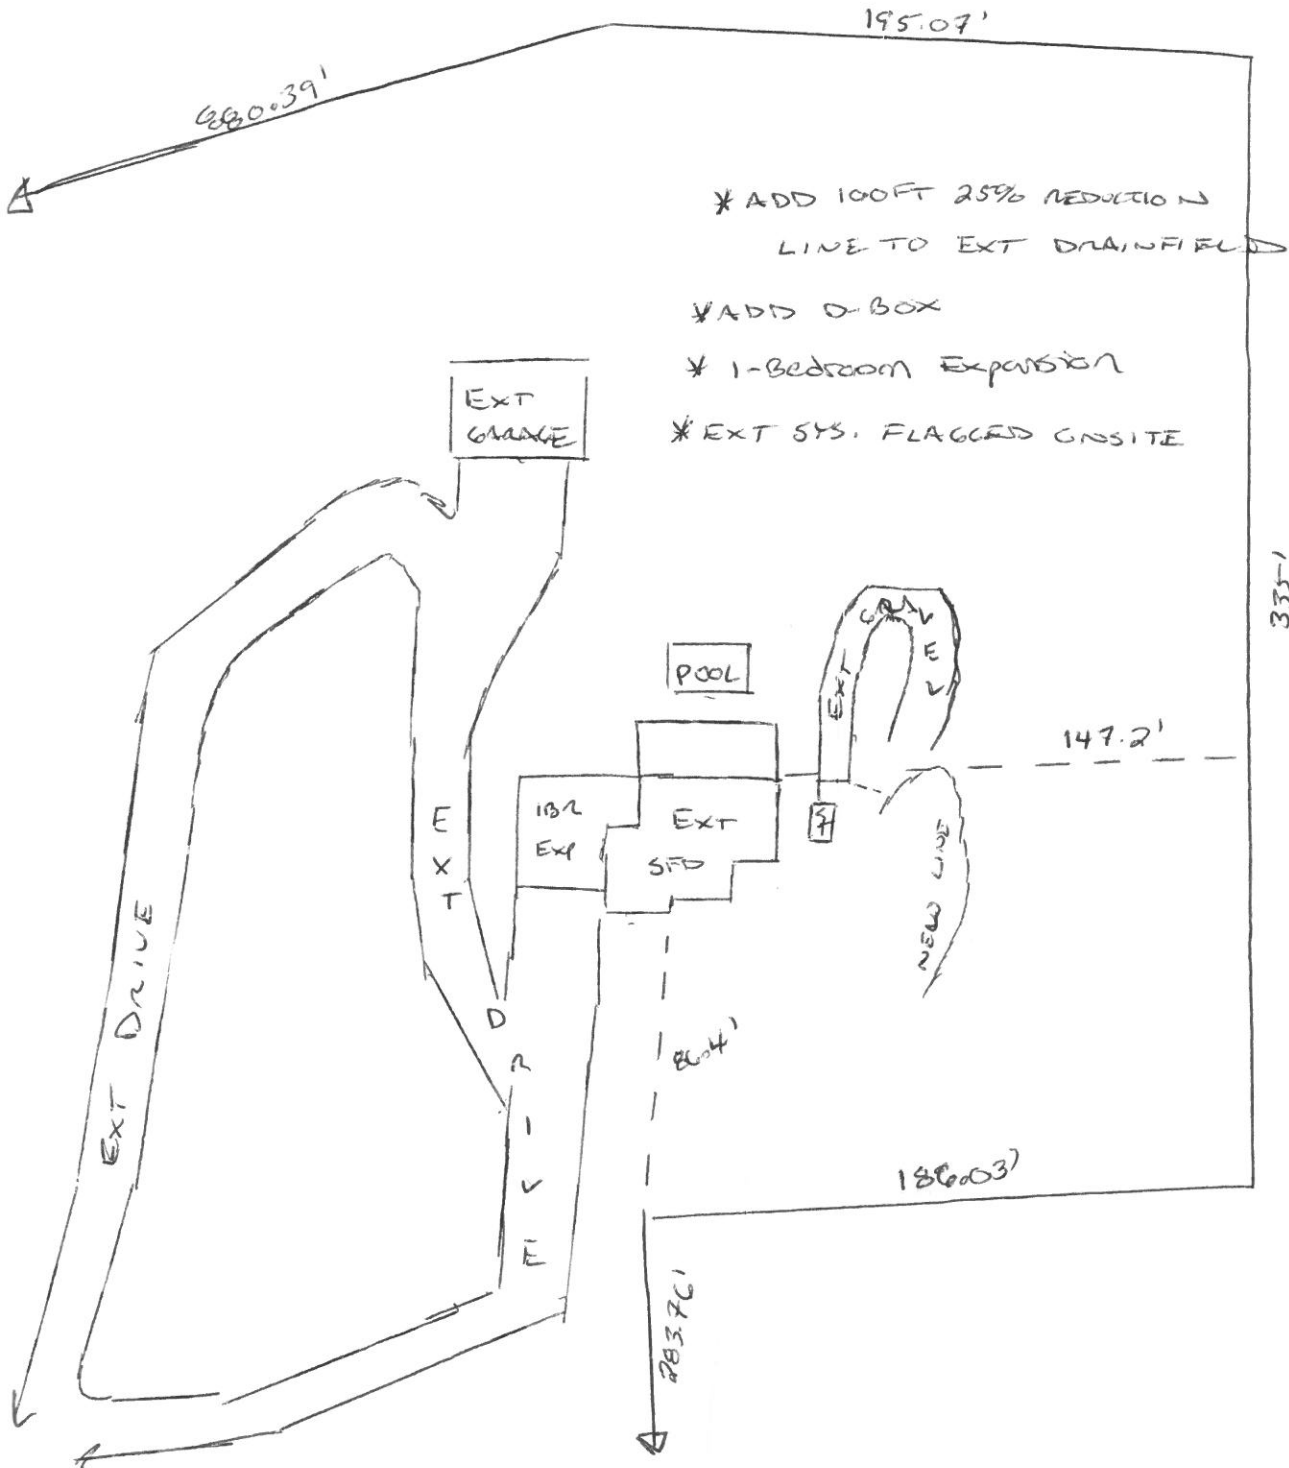 195.07'
680.39'
* ADD 100FT 25% REDUCTION
LINE TO EXT DRAINFIELD
* ADD D-BOX
* 1-Bedroom Expansion
* EXT SYS. FLAGGED ONSITE
EXT
GARAGE
335'
EXT GRAVEL
POOL
147.2'
1BR
EXP
EXT
SFD
ST
NEW LINE
EXT DRIVE
EXT DRIVE
86.4'
186.03'
283.76'